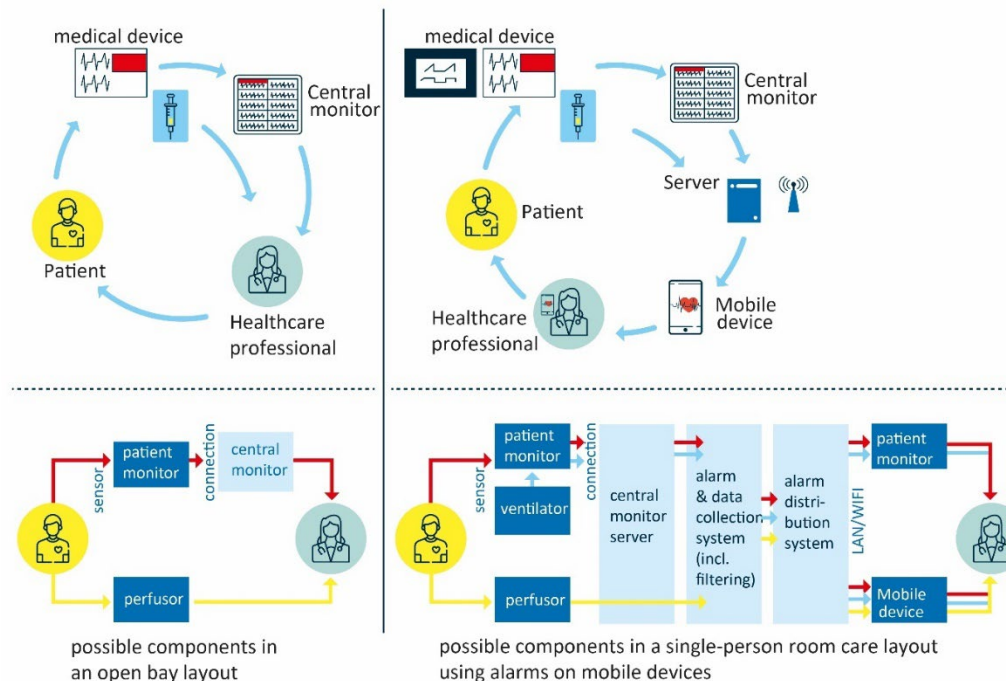 medical device
Central
monitor
Patient
Healthcare
professional
medical device
Central
monitor
Server
Patient
Mobile
device
Healthcare
professional
sensor
patient
monitor
connection
central
monitor
perfusor
possible components in
an open bay layout
sensor
patient
monitor
connection
ventilator
central
monitor
server
alarm
& data
collection
system
(incl.
filtering)
alarm
distri-
bution
system
LAN/WIFI
patient
monitor
perfusor
Mobile
device
possible components in a single-person room care layout
using alarms on mobile devices